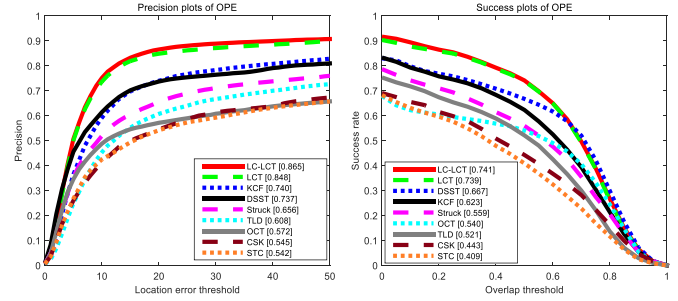 Precision plots of OPE
1
0.9
0.8
0.7
0.6
0.5
0.4
0.3
0.2
0.1
0
Precision
LC-LCT [0.865]
LCT [0.848]
KCF [0.740]
DSST [0.737]
Struck [0.656]
TLD [0.608]
OCT [0.572]
CSK [0.545]
STC [0.542]
0 10 20 30 40 50
Location error threshold
Success plots of OPE
1
0.9
0.8
0.7
0.6
0.5
0.4
0.3
0.2
0.1
0
Success rate
LC-LCT [0.741]
LCT [0.739]
DSST [0.667]
KCF [0.623]
Struck [0.559]
OCT [0.540]
TLD [0.521]
CSK [0.443]
STC [0.409]
0 0.2 0.4 0.6 0.8 1
Overlap threshold